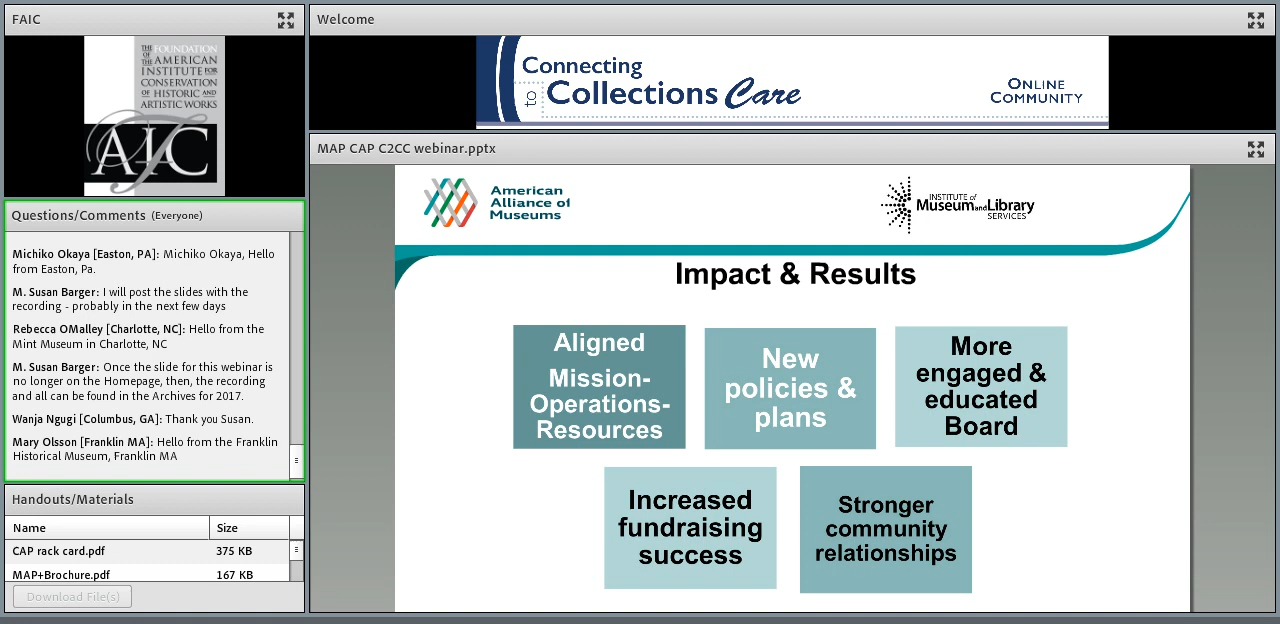 FAIC
THE FOUNDATION
OF THE AMERICAN
INSTITUTE FOR
CONSERVATION
OF HISTORIC AND
ARTISTIC WORKS
AIC
Welcome
Connecting
to Collections Care
ONLINE
COMMUNITY
Questions/Comments (Everyone)
Michiko Okaya [Easton, PA]: Michiko Okaya, Hello
from Easton, Pa.
M. Susan Barger: I will post the slides with the
recording - probably in the next few days
Rebecca OMalley [Charlotte, NC]: Hello from the
Mint Museum in Charlotte, NC
M. Susan Barger: Once the slide for this webinar is
no longer on the Homepage, then, the recording
and all can be found in the Archives for 2017.
Wanja Ngugi [Columbus, GA]: Thank you Susan.
Mary Olsson [Franklin MA]: Hello from the Franklin
Historical Museum, Franklin MA
Handouts/Materials
Name Size
CAP rack card.pdf 375 KB
MAP+Brochure.pdf 167 KB
Download File(s)
MAP CAP C2CC webinar.pptx
American
Alliance of
Museums
INSTITUTE of
Museum and Library
SERVICES
Impact & Results
Aligned
Mission-
Operations-
Resources
New
policies &
plans
More
engaged &
educated
Board
Increased
fundraising
success
Stronger
community
relationships